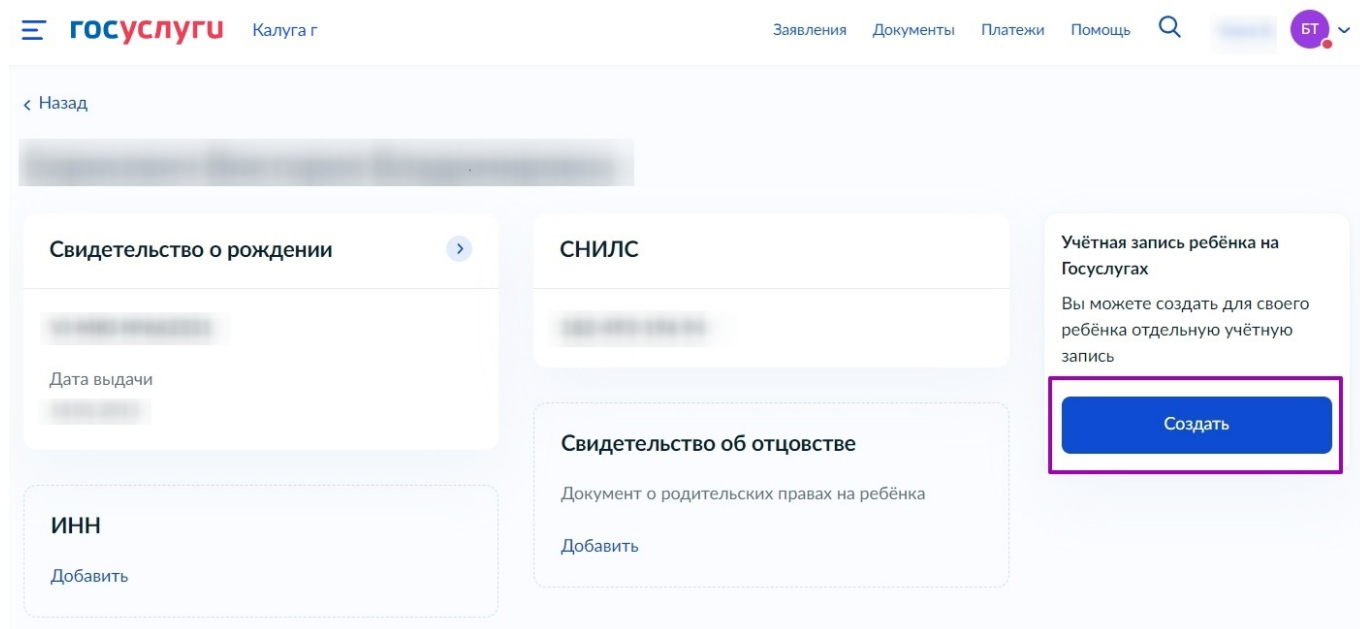 госуслуги Калуга г Заявления Документы Платежи Помощь БТ
Назад
Свидетельство о рождении
Дата выдачи
ИНН
Добавить
СНИЛС
Свидетельство об отцовстве
Документ о родительских правах на ребёнка
Добавить
Учётная запись ребёнка на
Госуслугах
Вы можете создать для своего
ребёнка отдельную учётную
запись
Создать